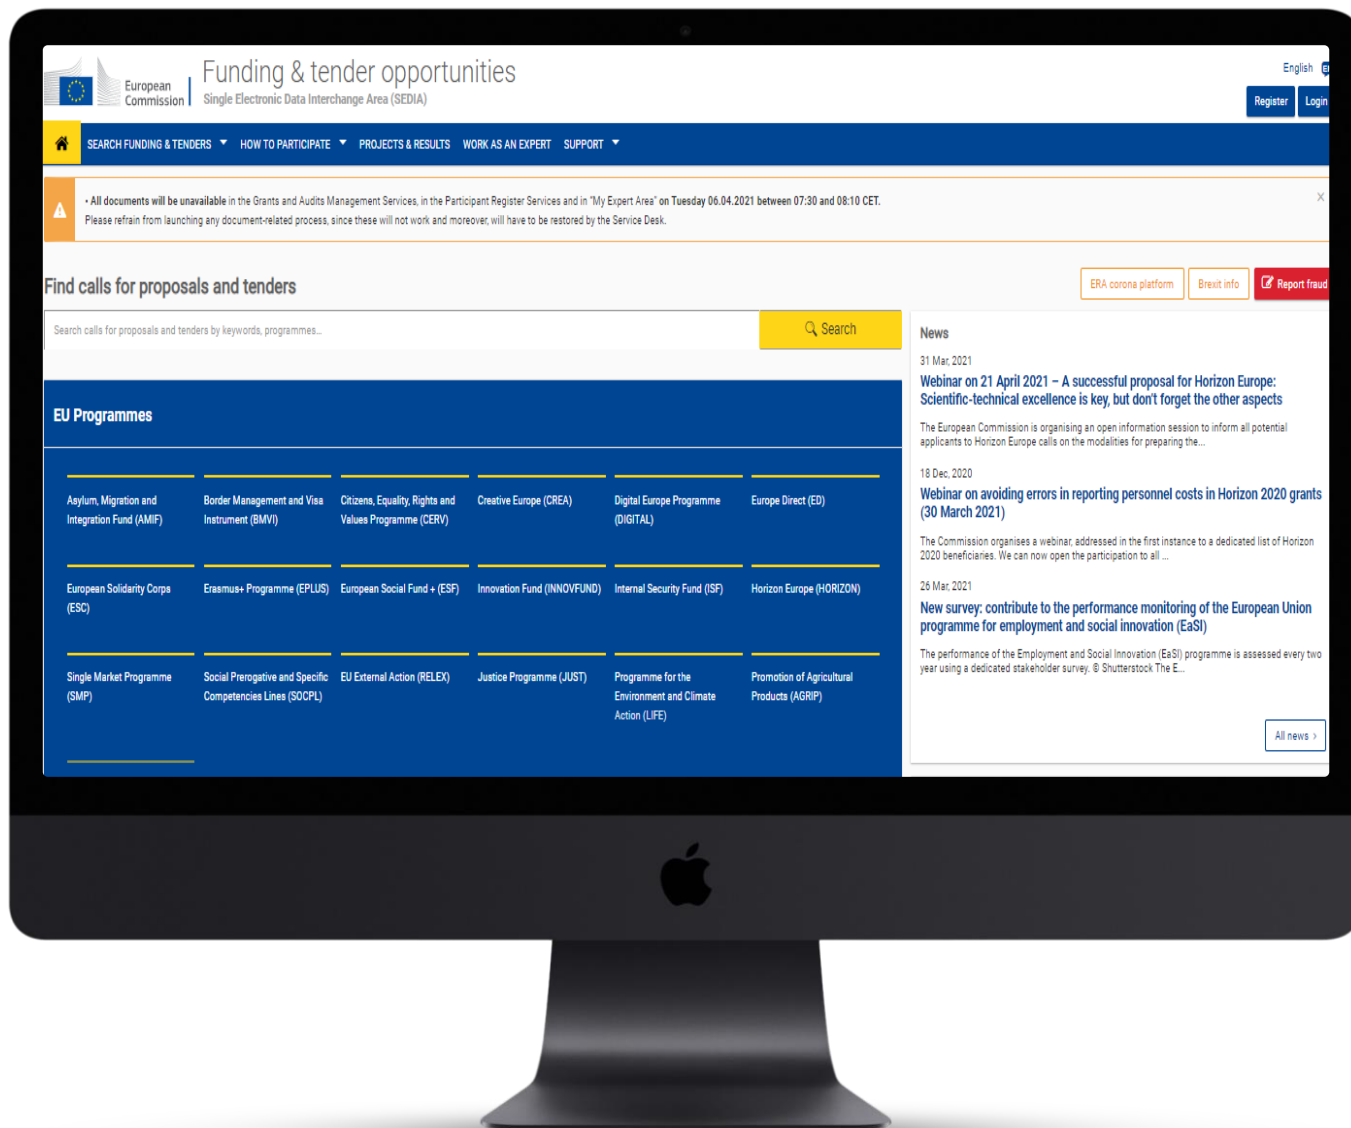 European
Commission
Funding & tender opportunities
Single Electronic Data Interchange Area (SEDIA)
English
Register
Login
SEARCH FUNDING & TENDERS
HOW TO PARTICIPATE
PROJECTS & RESULTS
WORK AS AN EXPERT
SUPPORT
• All documents will be unavailable in the Grants and Audits Management Services, in the Participant Register Services and in "My Expert Area" on Tuesday 06.04.2021 between 07:30 and 08:10 CET.
Please refrain from launching any document-related process, since these will not work and moreover, will have to be restored by the Service Desk.
Find calls for proposals and tenders
ERA corona platform
Brexit info
Report fraud
Search calls for proposals and tenders by keywords, programmes...
Search
EU Programmes
Asylum, Migration and
Integration Fund (AMIF)
Border Management and Visa
Instrument (BMVI)
Citizens, Equality, Rights and
Values Programme (CERV)
Creative Europe (CREA)
Digital Europe Programme
(DIGITAL)
Europe Direct (ED)
European Solidarity Corps
(ESC)
Erasmus+ Programme (EPLUS)
European Social Fund + (ESF)
Innovation Fund (INNOVFUND)
Internal Security Fund (ISF)
Horizon Europe (HORIZON)
Single Market Programme
(SMP)
Social Prerogative and Specific
Competencies Lines (SOCPL)
EU External Action (RELEX)
Justice Programme (JUST)
Programme for the
Environment and Climate
Action (LIFE)
Promotion of Agricultural
Products (AGRIP)
News
31 Mar, 2021
Webinar on 21 April 2021 – A successful proposal for Horizon Europe:
Scientific-technical excellence is key, but don't forget the other aspects
The European Commission is organising an open information session to inform all potential
applicants to Horizon Europe calls on the modalities for preparing the...
18 Dec, 2020
Webinar on avoiding errors in reporting personnel costs in Horizon 2020 grants
(30 March 2021)
The Commission organises a webinar, addressed in the first instance to a dedicated list of Horizon
2020 beneficiaries. We can now open the participation to all ...
26 Mar, 2021
New survey: contribute to the performance monitoring of the European Union
programme for employment and social innovation (EaSI)
The performance of the Employment and Social Innovation (EaSI) programme is assessed every two
year using a dedicated stakeholder survey. © Shutterstock The E...
All news >